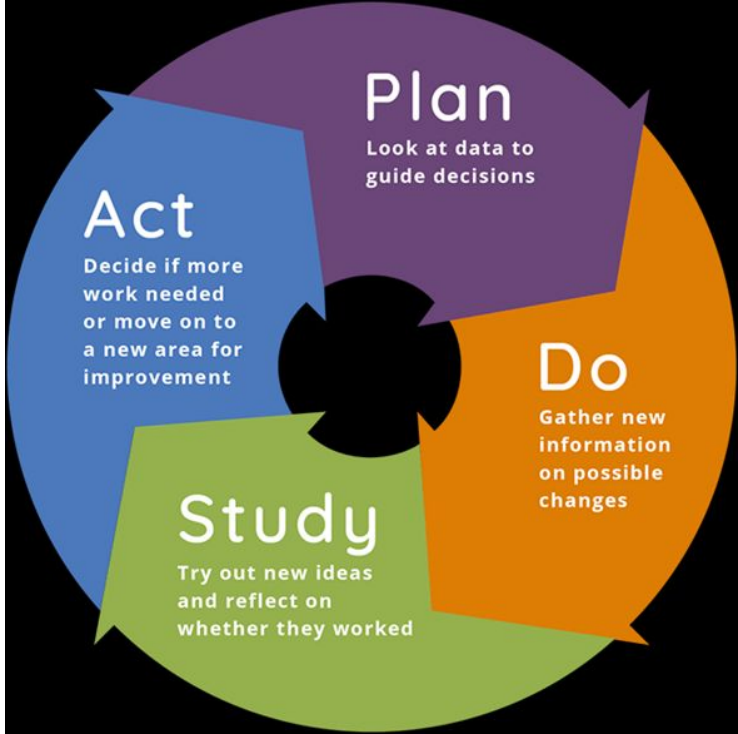 Plan
Look at data to
guide decisions
Do
Gather new
information
on possible
changes
Study
Try out new ideas
and reflect on
whether they worked
Act
Decide if more
work needed
or move on to
a new area for
improvement